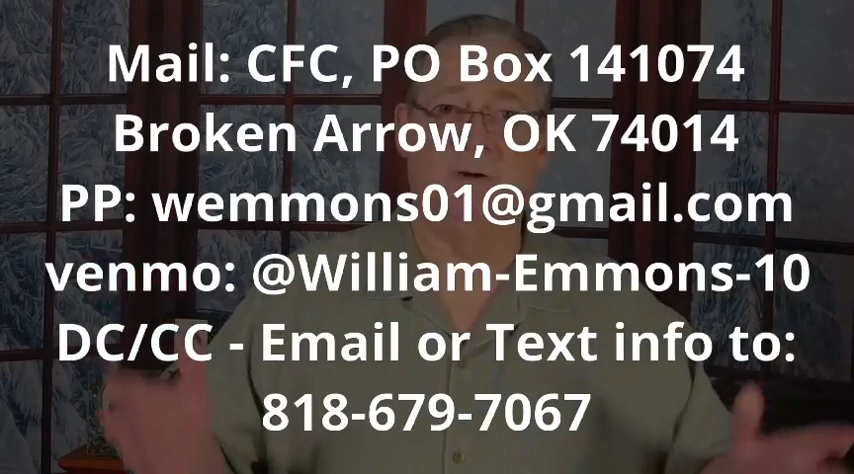 Mail: CFC, PO Box 141074
Broken Arrow, OK 74014
PP: wemmons01@gmail.com
venmo: @William-Emmons-10
DC/CC - Email or Text info to:
818-679-7067